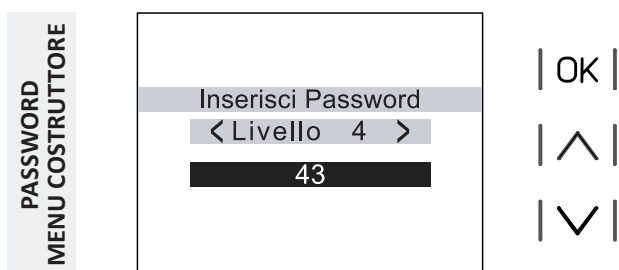 PASSWORD
MENU COSTRUTTORE
Inserisci Password
<Livello 4 >
43
OK